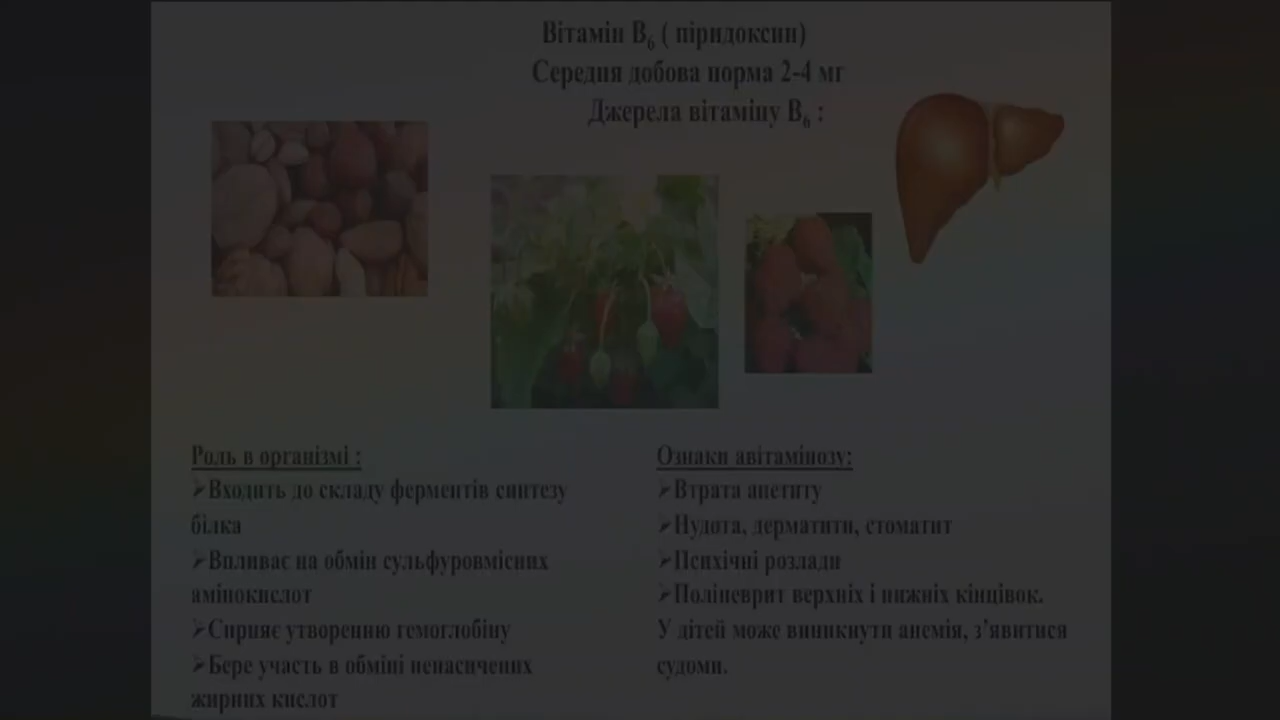 Вітамін В₆ ( піридоксин)
Середня добова норма 2-4 мг
Джерела вітаміну В₆ :
Роль в організмі :
➢Входить до складу ферментів синтезу
білка
➢Впливає на обмін сульфуровмісних
амінокислот
➢Сприяє утворенню гемоглобіну
➢Бере участь в обміні ненасичених
жирних кислот
Ознаки авітамінозу:
➢Втрата апетиту
➢Нудота, дерматити, стоматит
➢Психічні розлади
➢Поліневрит верхніх і нижніх кінцівок.
У дітей може виникнути анемія, з’явитися
судоми.